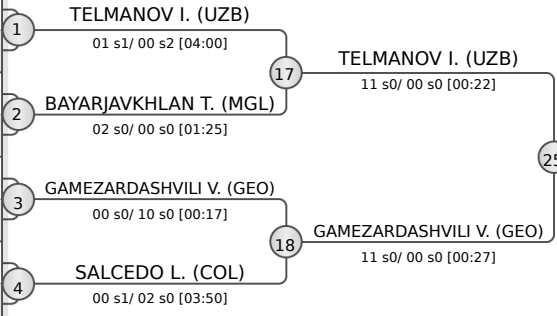 TELMANOV I. (UZB)
1
01 s1/ 00 s2 [04:00]
TELMANOV I. (UZB)
17
11 s0/ 00 s0 [00:22]
BAYARJAVKHLAN T. (MGL)
2
02 s0/ 00 s0 [01:25]
25
GAMEZARDASHVILI V. (GEO)
3
00 s0/ 10 s0 [00:17]
GAMEZARDASHVILI V. (GEO)
18
11 s0/ 00 s0 [00:27]
SALCEDO L. (COL)
4
00 s1/ 02 s0 [03:50]